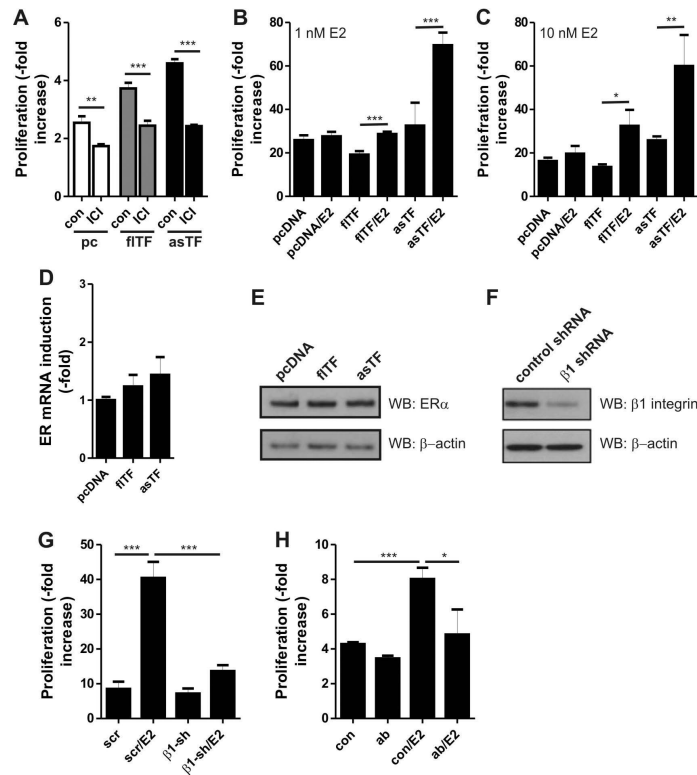 A
Proliferation (-fold
increase)
6
4
2
0
**
***
***
con
ICI
con
ICI
con
ICI
pc
flTF
asTF
B
1 nM E2
Proliferation (-fold
increase)
80
60
40
20
0
***
***
pcDNA
pcDNA/E2
flTF
flTF/E2
asTF
asTF/E2
C
10 nM E2
Proliefration (-fold
increase)
80
60
40
20
0
*
**
pcDNA
pcDNA/E2
flTF
flTF/E2
asTF
asTF/E2
D
ER mRNA induction
(-fold)
3
2
1
0
pcDNA
flTF
asTF
E
pcDNA
flTF
asTF
WB: ERα
WB: β–actin
F
control shRNA
β1 shRNA
WB: β1 integrin
WB: β–actin
G
Proliferation (-fold
increase)
50
40
30
20
10
0
***
***
scr
scr/E2
β1-sh
β1-sh/E2
H
Proliferation (-fold
increase)
10
8
6
4
2
0
***
*
con
ab
con/E2
ab/E2